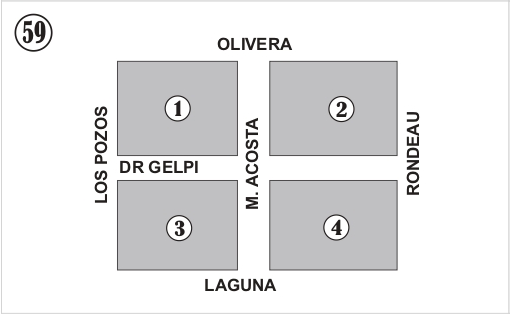 59
OLIVERA
1
2
LOS POZOS
M. ACOSTA
RONDEAU
DR GELPI
3
4
LAGUNA